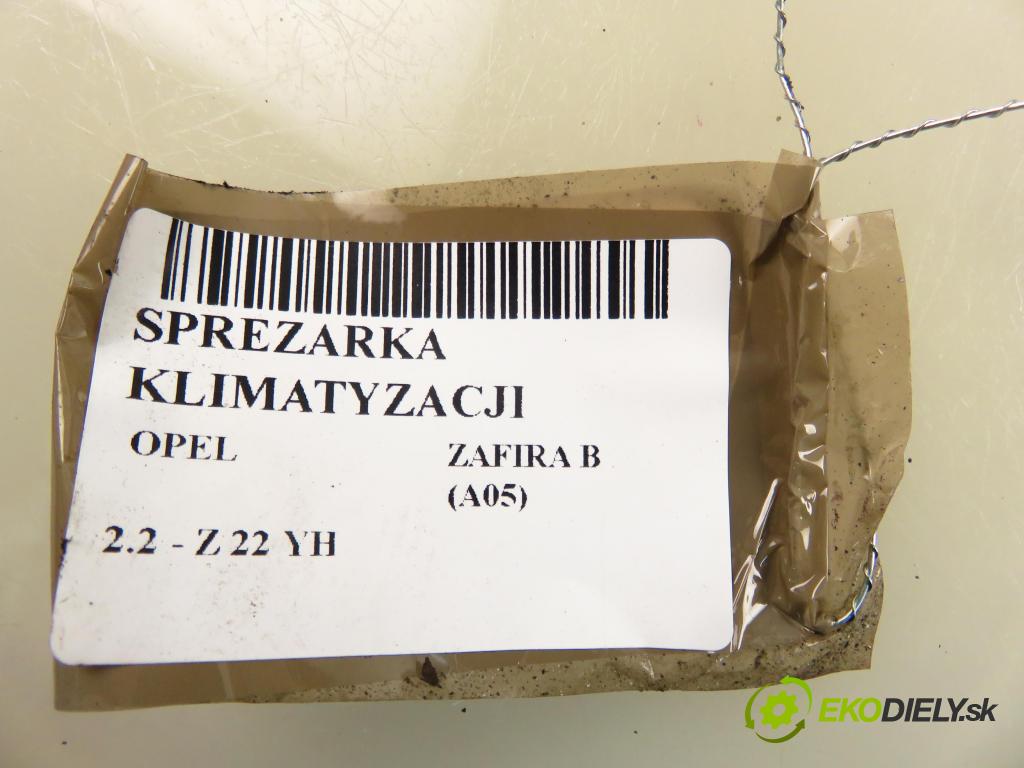 SPREZARKA
KLIMATYZACJI
OPEL ZAFIRA B
(A05)
2.2 - Z 22 YH
EKODIELY.sk